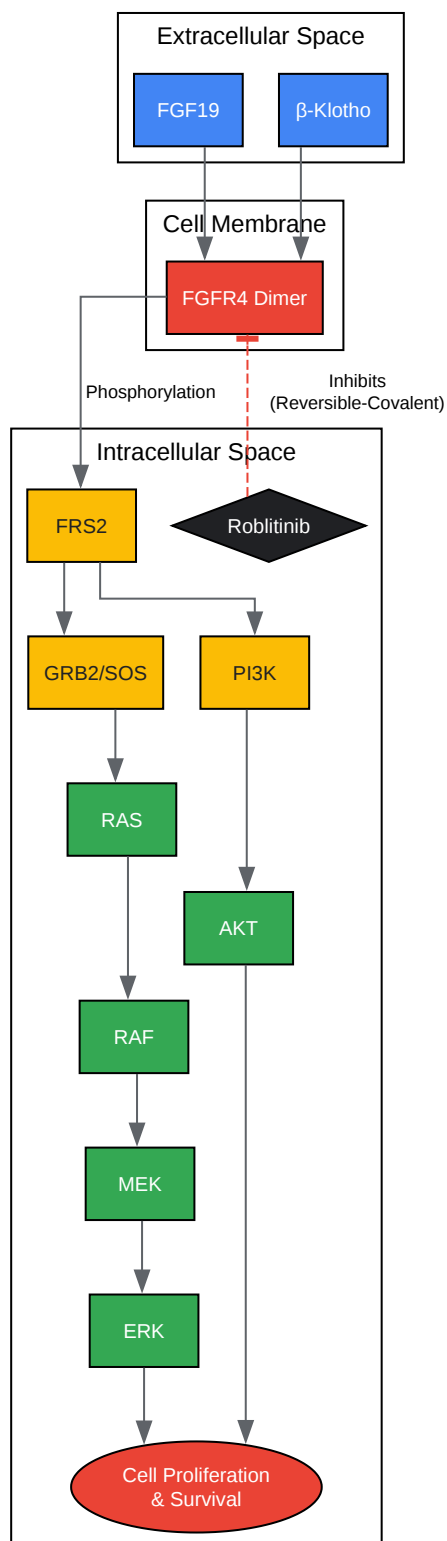 Extracellular Space
FGF19
β-Klotho
Cell Membrane
FGFR4 Dimer
Phosphorylation
Inhibits
(Reversible-Covalent)
Intracellular Space
FRS2
Roblitinib
GRB2/SOS
PI3K
RAS
AKT
RAF
MEK
ERK
Cell Proliferation
& Survival